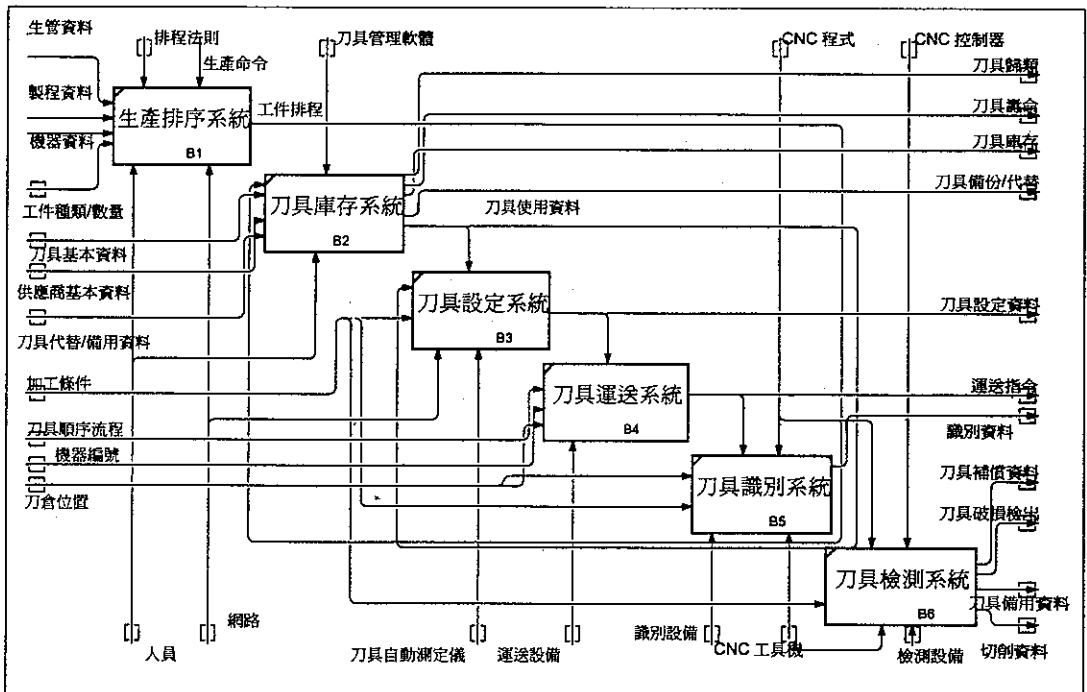 生管資料
排程法則
刀具管理軟體
CNC 程式
CNC 控制器
生產命令
刀具歸類
製程資料
工件排程
刀具壽命
生產排序系統
B1
機器資料
刀具庫存
刀具備份/代替
工件種類/數量
刀具庫存系統
B2
刀具使用資料
刀具基本資料
供應商基本資料
刀具設定系統
B3
刀具設定資料
刀具代替/備用資料
加工條件
刀具運送系統
B4
運送指令
刀具順序流程
識別資料
機器編號
刀倉位置
刀具識別系統
B5
刀具補償資料
刀具破損檢出
刀具檢測系統
B6
刀具備用資料
人員
網路
刀具自動測定儀
運送設備
識別設備
CNC 工具機
檢測設備
切削資料